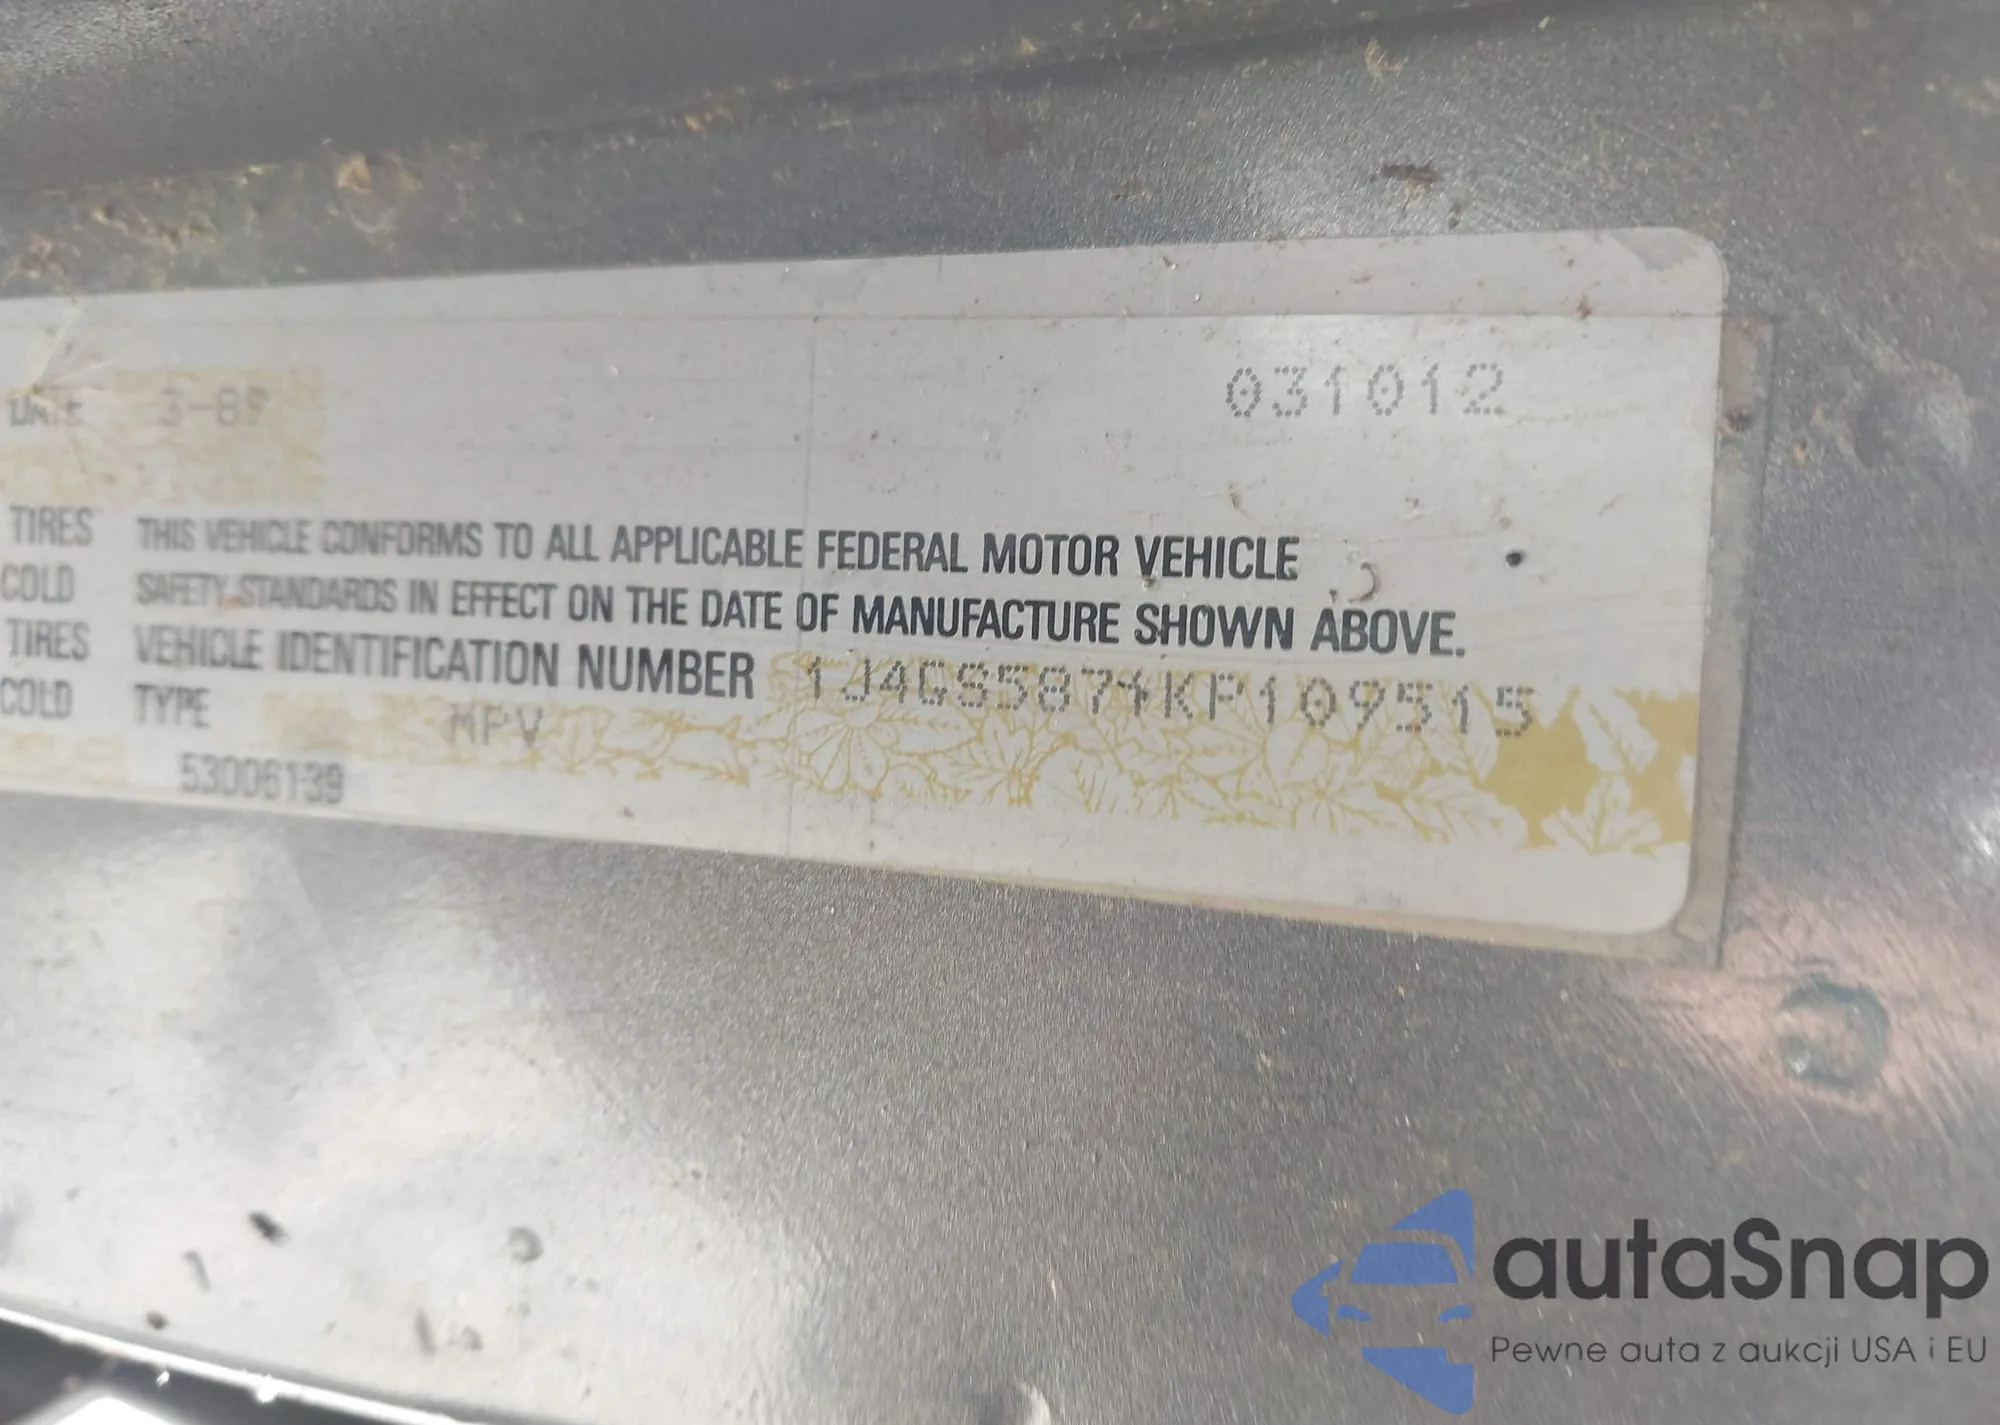 031012
DATE 3-89
TIRES THIS VEHICLE CONFORMS TO ALL APPLICABLE FEDERAL MOTOR VEHICLE
COLD SAFETY STANDARDS IN EFFECT ON THE DATE OF MANUFACTURE SHOWN ABOVE.
TIRES VEHICLE IDENTIFICATION NUMBER 1J4GS5874KP109515
COLD TYPE MPV
53006139
autaSnap
Pewne auta z aukcji USA i EU